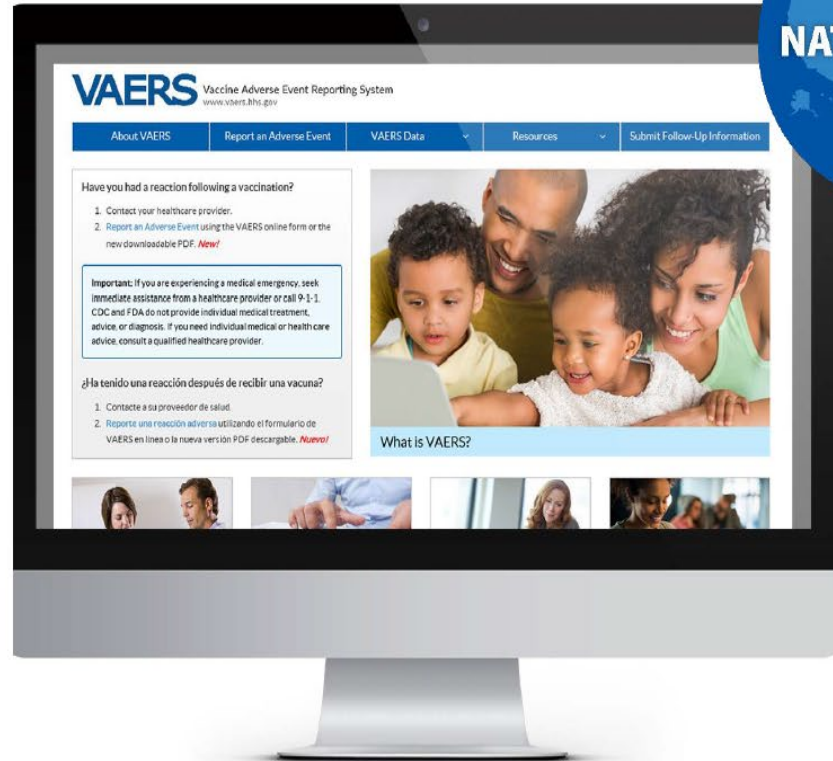 NAT
VAERS
Vaccine Adverse Event Reporting System
www.vaers.hhs.gov
About VAERS
Report an Adverse Event
VAERS Data
Resources
Submit Follow-Up Information
Have you had a reaction following a vaccination?
1. Contact your healthcare provider.
2. Report an Adverse Event using the VAERS online form or the
new downloadable PDF. New!
Important: If you are experiencing a medical emergency, seek
immediate assistance from a healthcare provider or call 9-1-1.
CDC and FDA do not provide individual medical treatment,
advice, or diagnosis. If you need individual medical or health care
advice, consult a qualified healthcare provider.
¿Ha tenido una reacción después de recibir una vacuna?
1. Contacte a su proveedor de salud.
2. Reporte una reacción adversa utilizando el formulario de
VAERS en línea o la nueva versión PDF descargable. Nuevo!
What is VAERS?